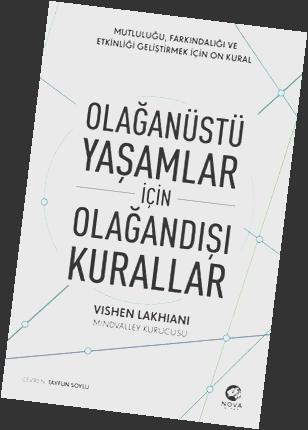 MUTLULUĞU, FARKINDALIĞI VE
ETKİNLİĞİ GELİŞTİRMEK İÇİN ON KURAL
OLAĞANÜSTÜ
YAŞAMLAR
İÇİN
OLAĞANDIŞI
KURALLAR
VISHEN LAKHIANI
MINDVALLEY KURUCUSU
ÇEVİREN: TAYFUN SOYLU
NOVA